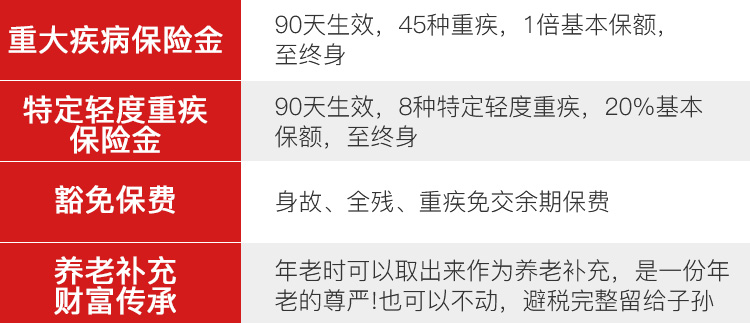 重大疾病保险金
90天生效，45种重疾，1倍基本保额，
至终身
特定轻度重疾
保险金
90天生效，8种特定轻度重疾，20%基本
保额，至终身
豁免保费
身故、全残、重疾免交余期保费
养老补充
财富传承
年老时可以取出来作为养老补充，是一份年
老的尊严!也可以不动，避税完整留给子孙